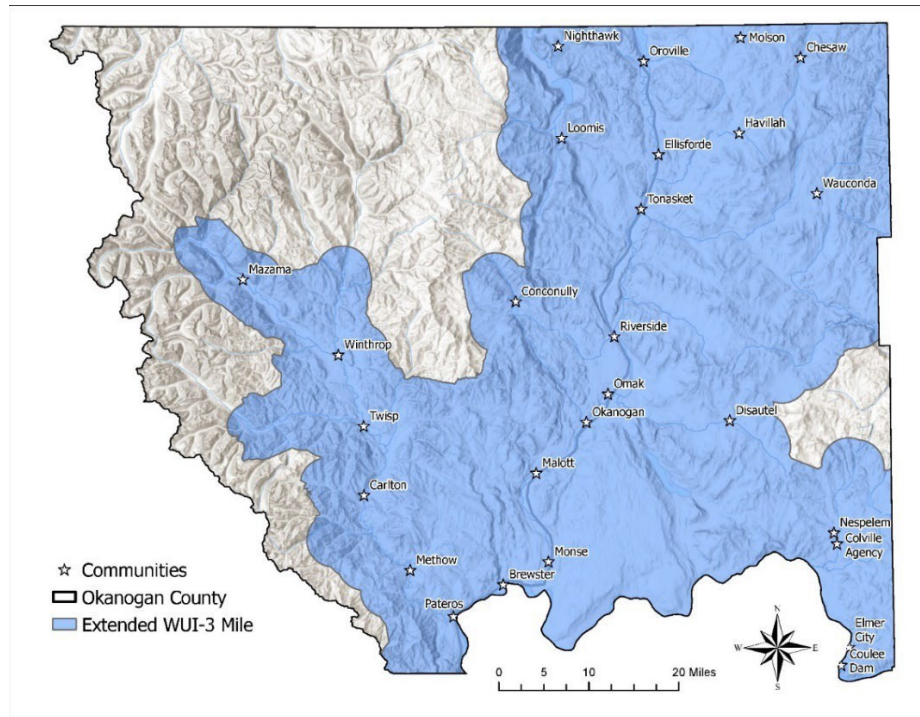 Nighthawk
Molson
Oroville
Chesaw
Havillah
Loomis
Ellisforde
Wauconda
Tonasket
Mazama
Conconully
Riverside
Winthrop
Omak
Okanogan
Disautel
Twisp
Malott
Carlton
Nespelem
Colville
Agency
Monse
Methow
Brewster
Pateros
Elmer
City
Coulee
Dam
Communities
Okanogan County
Extended WUI-3 Mile
N
W
E
S
0 5 10 20 Miles